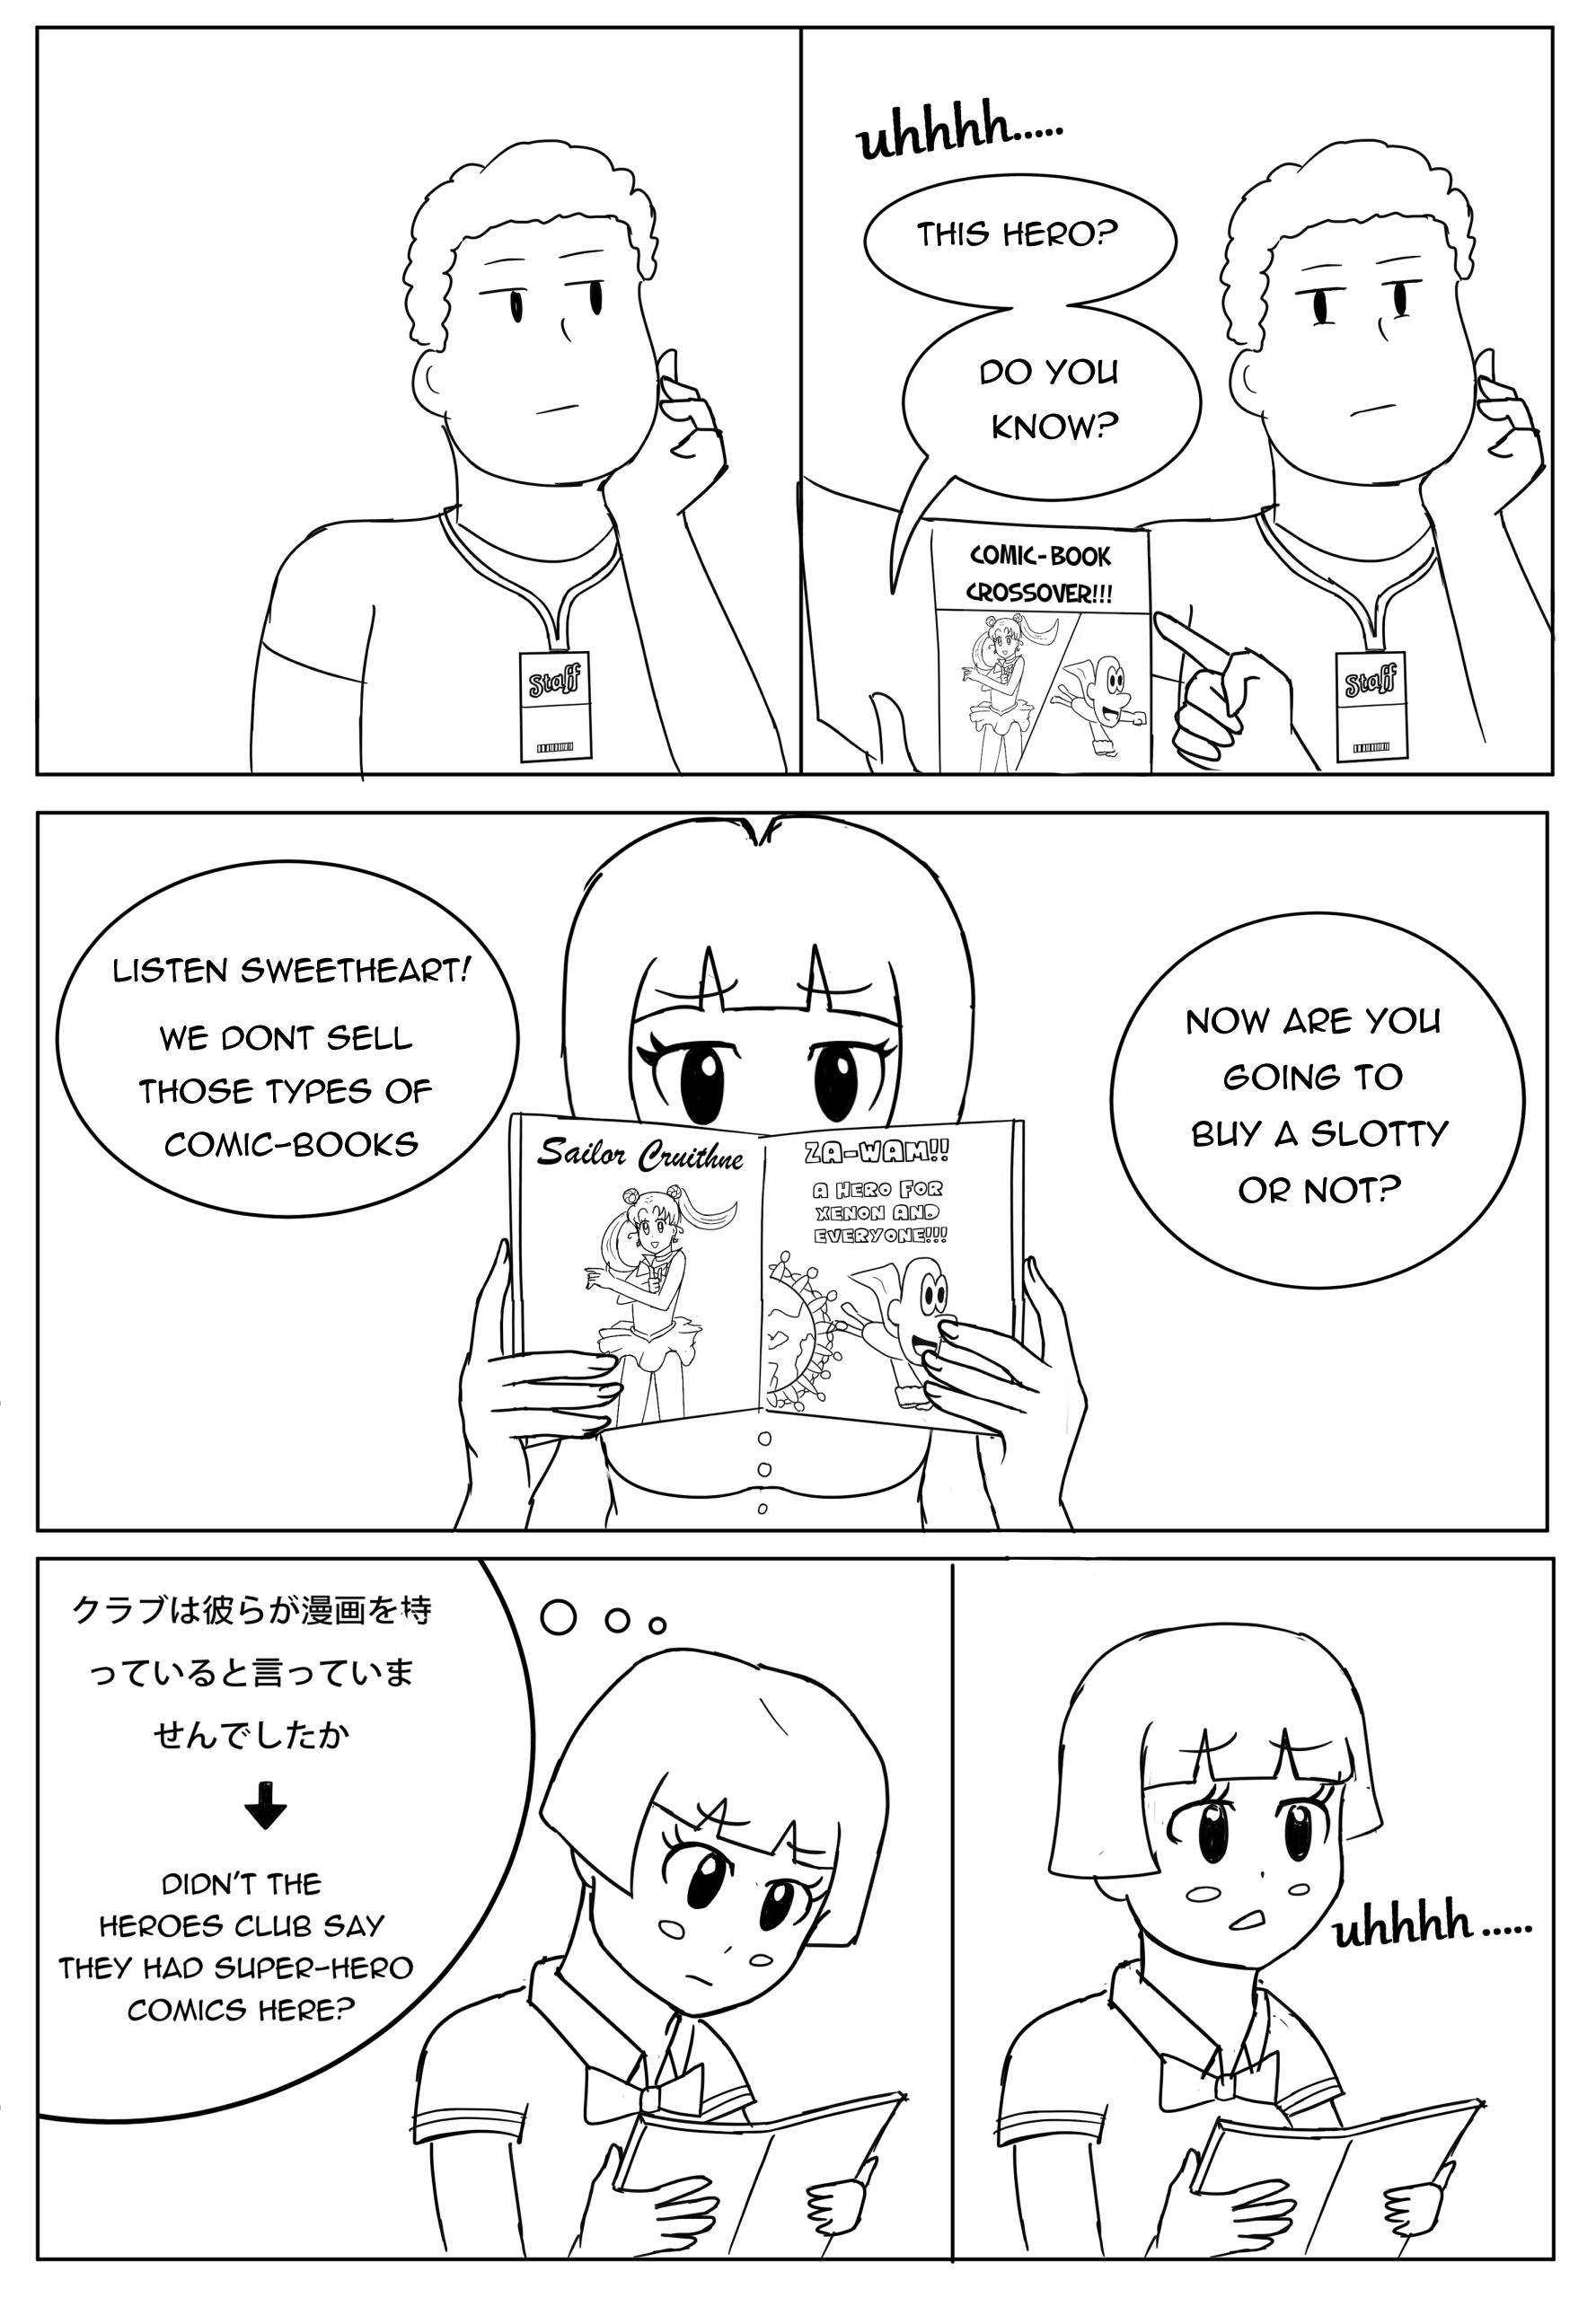 uhhhh.....
THIS HERO?
DO YOU
KNOW?
COMIC-BOOK
CROSSOVER!!!
Staff
Staff
LISTEN SWEETHEART!
WE DONT SELL
THOSE TYPES OF
COMIC-BOOKS
NOW ARE YOU
GOING TO
BUY A SLOTTY
OR NOT?
Sailor Cruithne
ZA-WAM!!
A HERO FOR
XENON AND
EVERYONE!!!
クラブは彼らが漫画を持
っていると言っていま
せんでしたか
DIDN'T THE
HEROES CLUB SAY
THEY HAD SUPER-HERO
COMICS HERE?
uhhhh.....